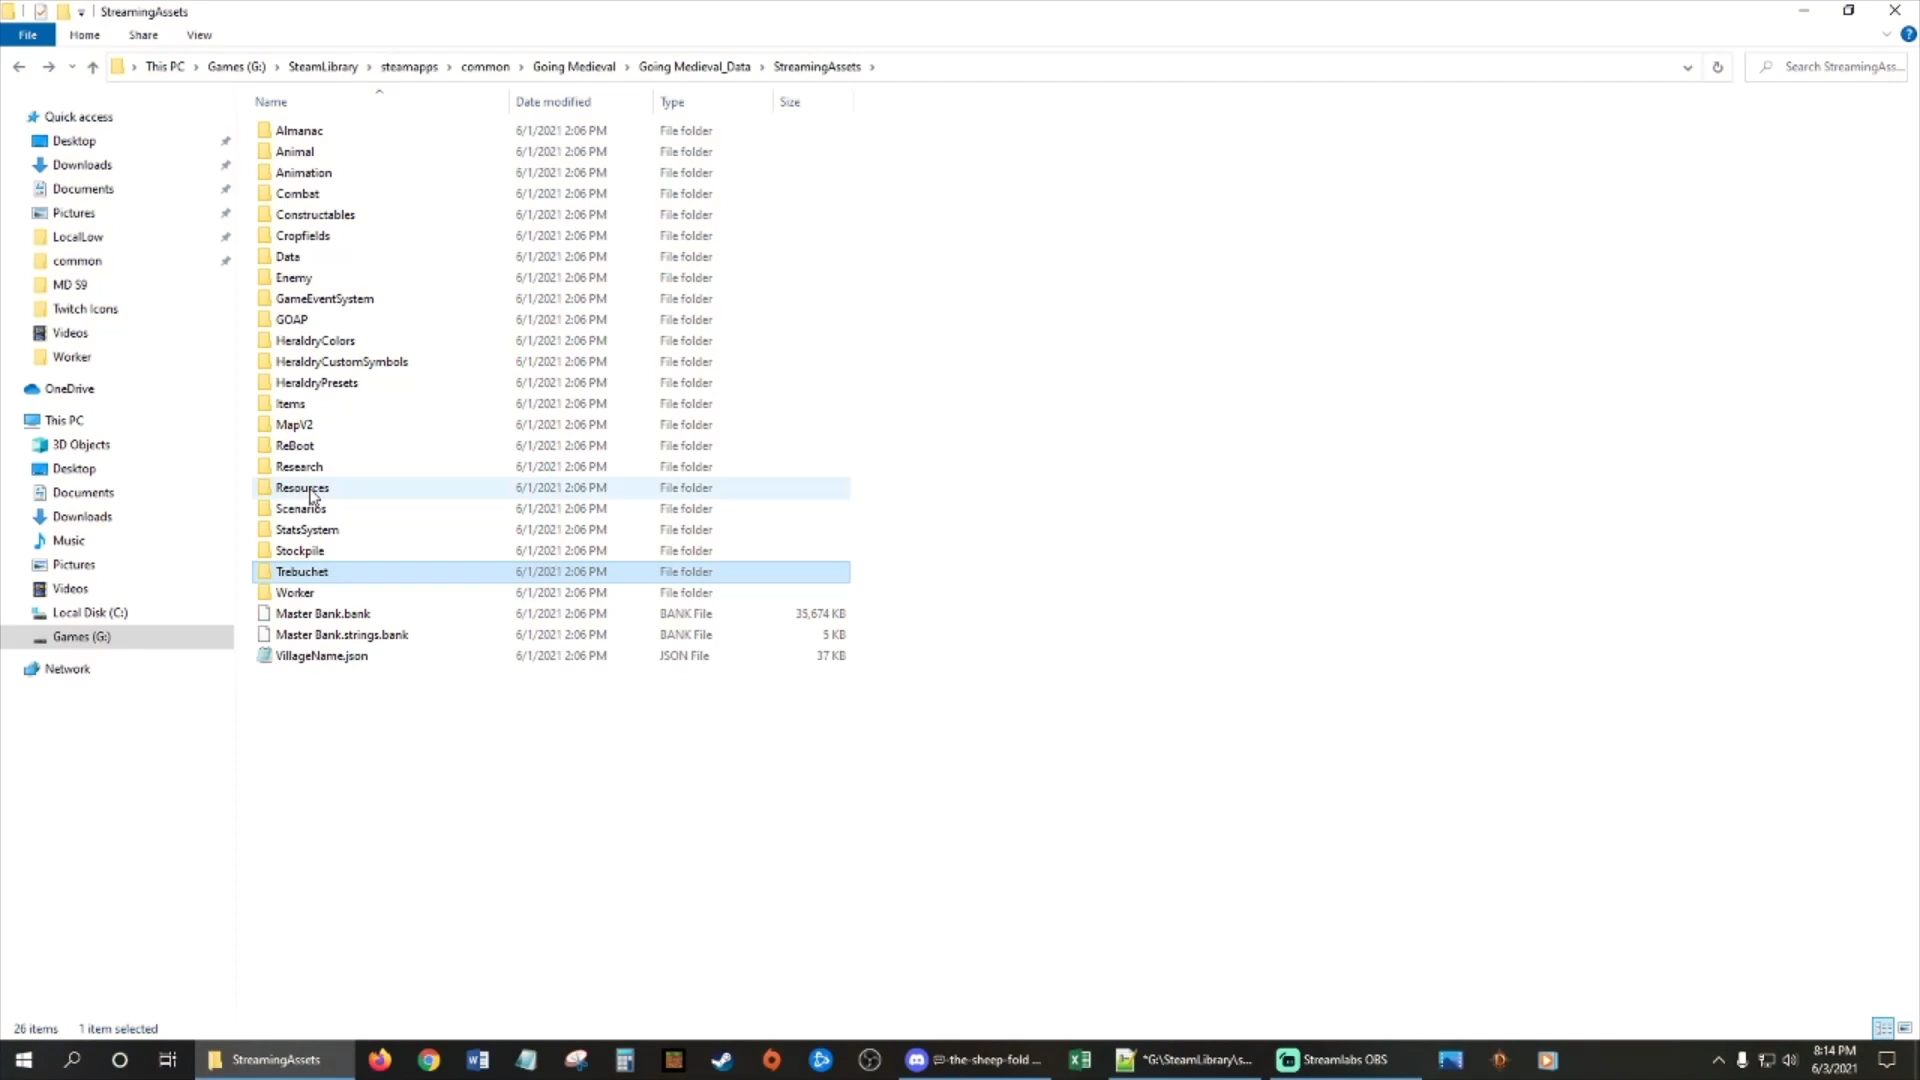 StreamingAssets
File Home Share View
This PC Games (G:) SteamLibrary steamapps common Going Medieval Going Medieval_Data StreamingAssets
Search StreamingAss...
Name Date modified Type Size
Quick access
Desktop
Downloads
Documents
Pictures
LocalLow
common
MD S9
Twitch Icons
Videos
Worker
OneDrive
This PC
3D Objects
Desktop
Documents
Downloads
Music
Pictures
Videos
Local Disk (C:)
Games (G:)
Network
Almanac 6/1/2021 2:06 PM File folder
Animal 6/1/2021 2:06 PM File folder
Animation 6/1/2021 2:06 PM File folder
Combat 6/1/2021 2:06 PM File folder
Constructables 6/1/2021 2:06 PM File folder
Cropfields 6/1/2021 2:06 PM File folder
Data 6/1/2021 2:06 PM File folder
Enemy 6/1/2021 2:06 PM File folder
GameEventSystem 6/1/2021 2:06 PM File folder
GOAP 6/1/2021 2:06 PM File folder
HeraldryColors 6/1/2021 2:06 PM File folder
HeraldryCustomSymbols 6/1/2021 2:06 PM File folder
HeraldryPresets 6/1/2021 2:06 PM File folder
Items 6/1/2021 2:06 PM File folder
MapV2 6/1/2021 2:06 PM File folder
ReBoot 6/1/2021 2:06 PM File folder
Research 6/1/2021 2:06 PM File folder
Resources 6/1/2021 2:06 PM File folder
Scenarios 6/1/2021 2:06 PM File folder
StatsSystem 6/1/2021 2:06 PM File folder
Stockpile 6/1/2021 2:06 PM File folder
Trebuchet 6/1/2021 2:06 PM File folder
Worker 6/1/2021 2:06 PM File folder
Master Bank.bank 6/1/2021 2:06 PM BANK File 35,674 KB
Master Bank.strings.bank 6/1/2021 2:06 PM BANK File 5 KB
VillageName.json 6/1/2021 2:06 PM JSON File 37 KB
26 items 1 item selected
StreamingAssets
-the-sheep-fold ...
*G:\SteamLibrary\s...
Streamlabs OBS
8:14 PM
6/3/2021